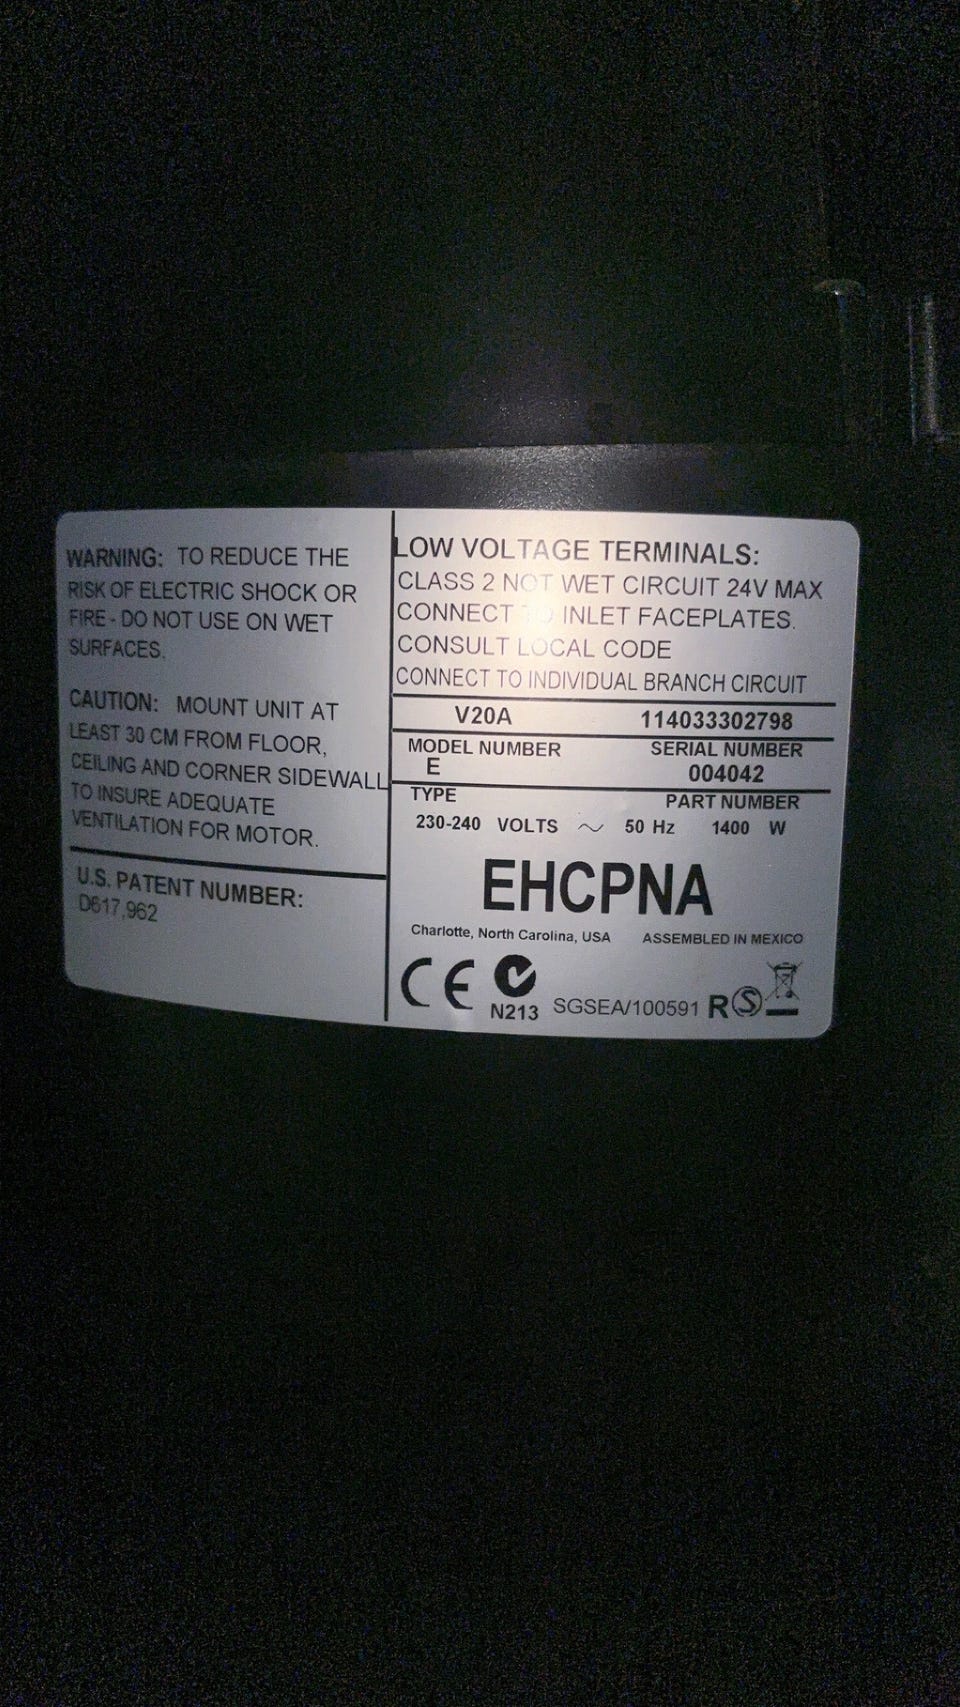 WARNING: TO REDUCE THE
RISK OF ELECTRIC SHOCK OR
FIRE - DO NOT USE ON WET
SURFACES.
CAUTION: MOUNT UNIT AT
LEAST 30 CM FROM FLOOR,
CEILING AND CORNER SIDEWALL
TO INSURE ADEQUATE
VENTILATION FOR MOTOR.
U.S. PATENT NUMBER:
D617,962
LOW VOLTAGE TERMINALS:
CLASS 2 NOT WET CIRCUIT 24V MAX
CONNECT TO INLET FACEPLATES.
CONSULT LOCAL CODE
CONNECT TO INDIVIDUAL BRANCH CIRCUIT
V20A 114033302798
MODEL NUMBER SERIAL NUMBER
E 004042
TYPE PART NUMBER
230-240 VOLTS ~ 50 Hz 1400 W
EHCPNA
Charlotte, North Carolina, USA ASSEMBLED IN MEXICO
CE N213 SGSEA/100591 R S